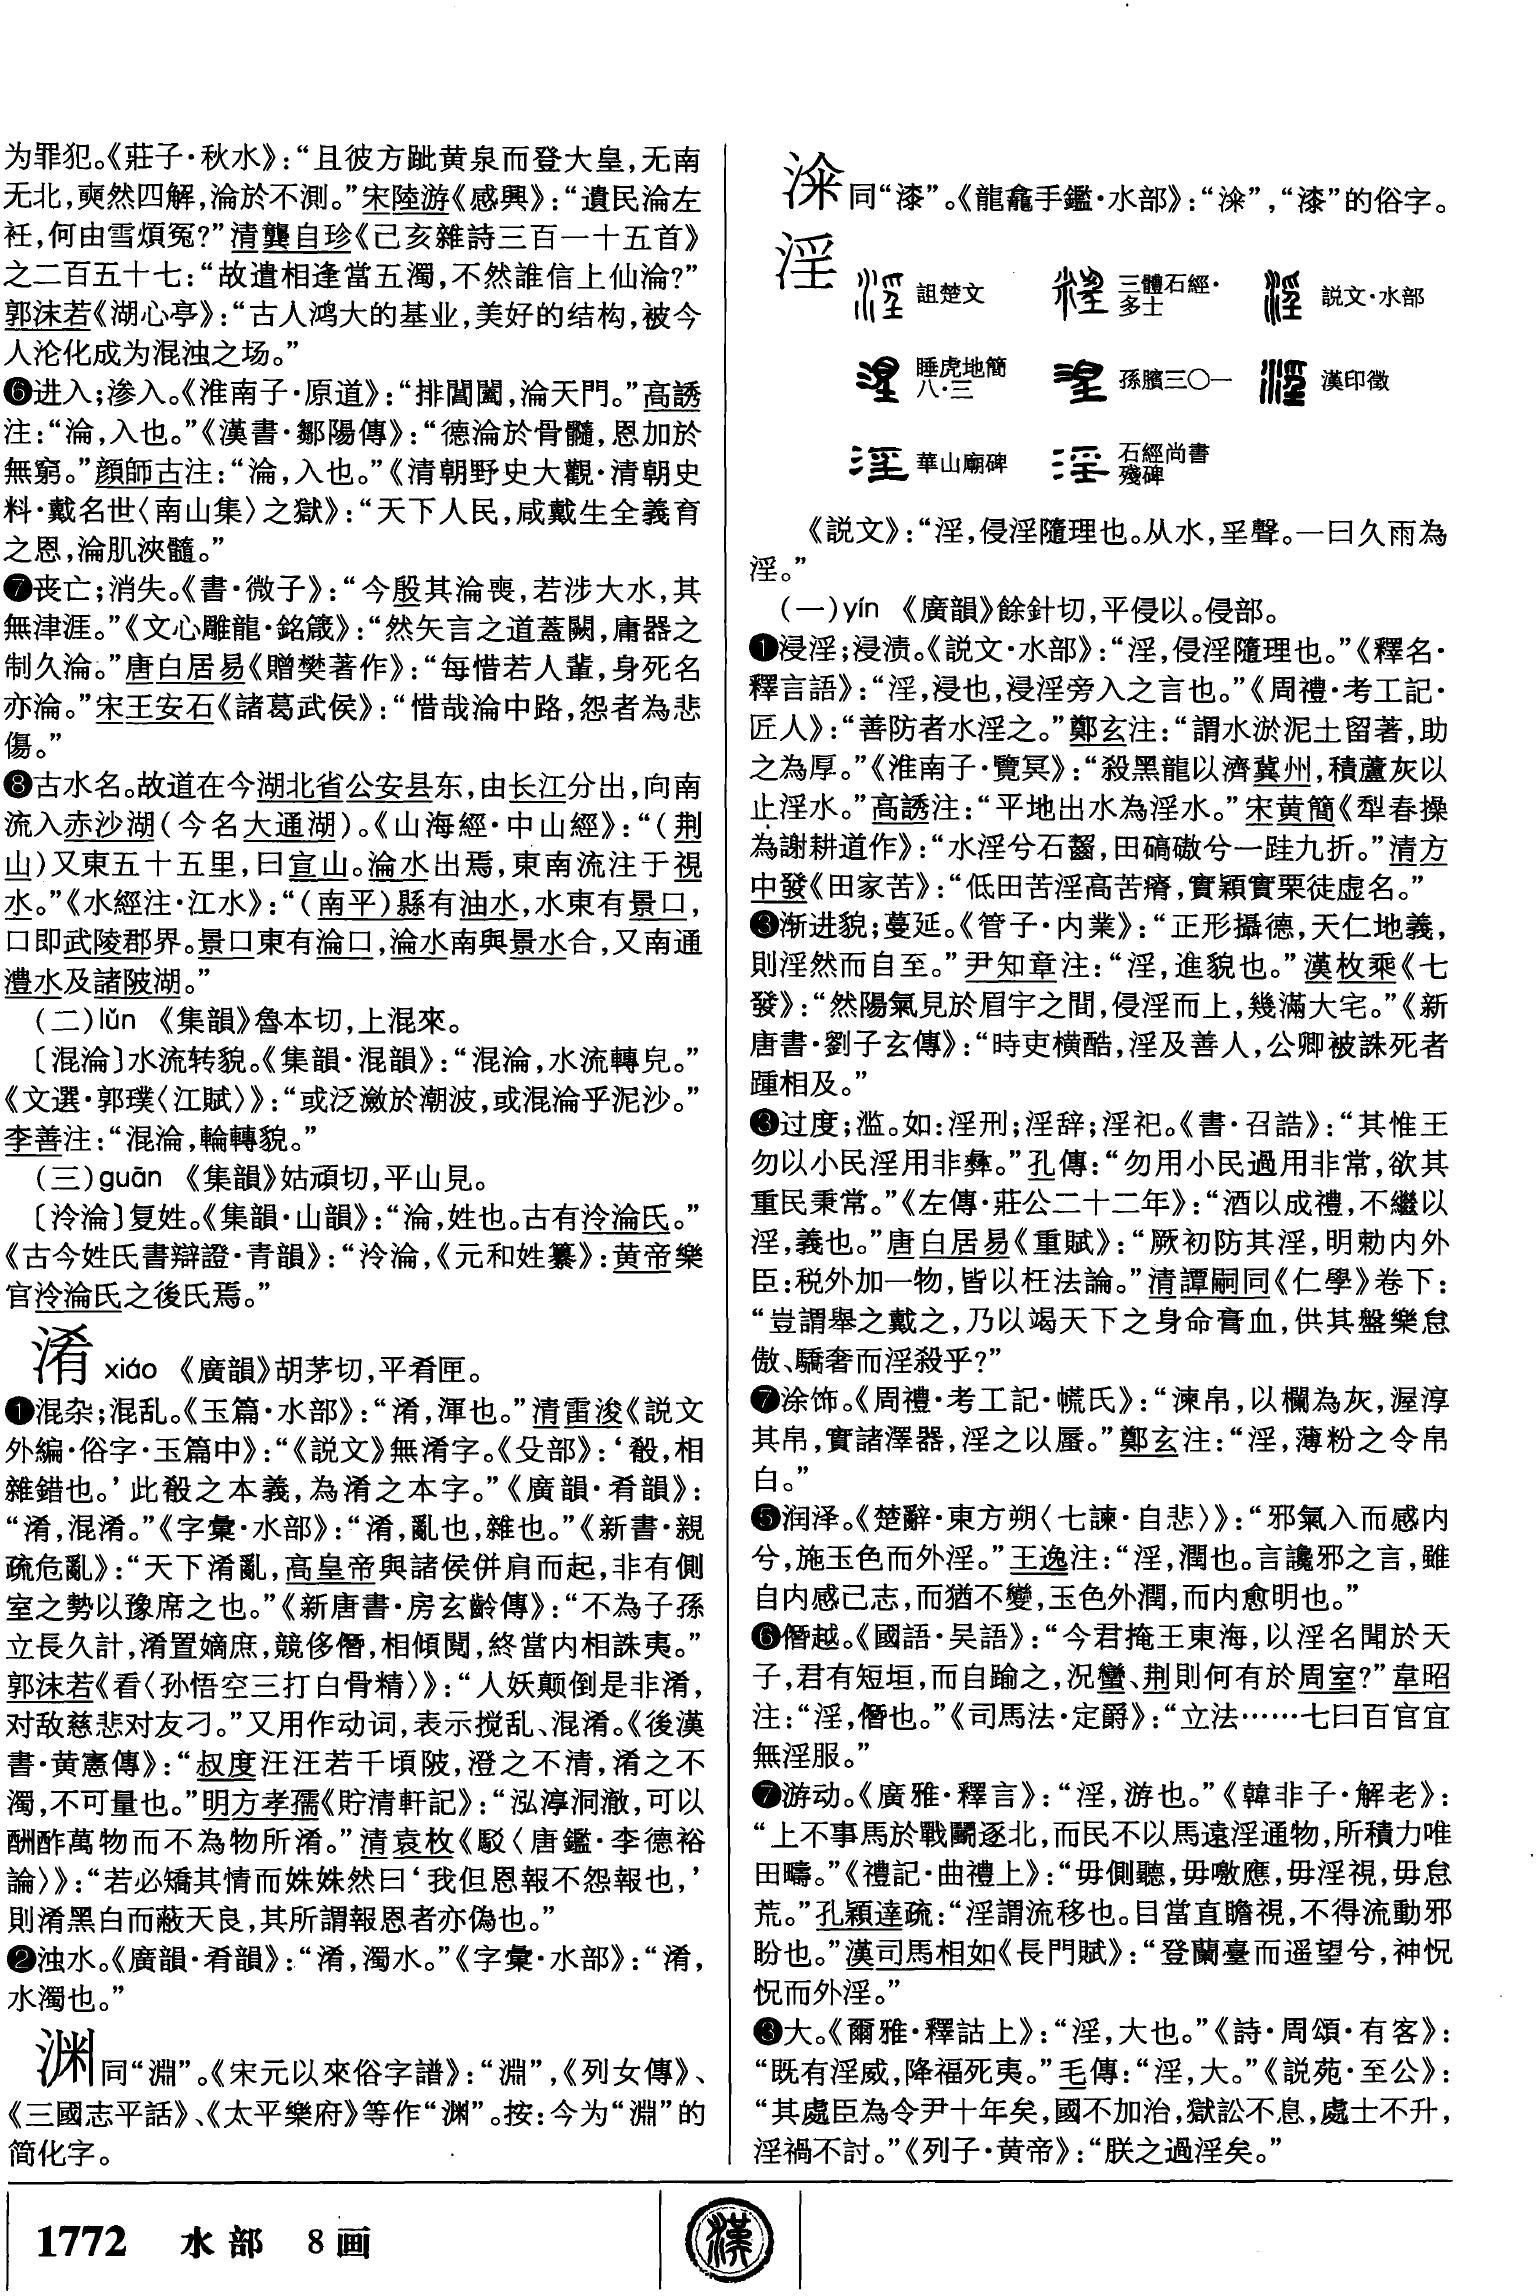 为罪犯。《莊子·秋水》：“且彼方跐黄泉而登大皇，无南
无北，奭然四解，淪於不測。”宋陸游《感興》：“遺民淪左
衽，何由雪煩冤？”清龔自珍《己亥雜詩三百一十五首》
之二百五十七：“故遣相逢當五濁，不然誰信上仙淪？”
郭沫若《湖心亭》：“古人鸿大的基业，美好的结构，被今
人沦化成为混浊之场。”
❻进入；渗入。《淮南子·原道》：“排閶闔，淪天門。”高誘
注：“淪，入也。”《漢書·鄒陽傳》：“德淪於骨髓，恩加於
無窮。”顔師古注：“淪，入也。”《清朝野史大觀·清朝史
料·戴名世〈南山集〉之獄》：“天下人民，咸戴生全義育
之恩，淪肌浹髓。”
❼丧亡；消失。《書·微子》：“今殷其淪喪，若涉大水，其
無津涯。”《文心雕龍·銘箴》：“然矢言之道蓋闕，庸器之
制久淪。”唐白居易《贈樊著作》：“每惜若人輩，身死名
亦淪。”宋王安石《諸葛武侯》：“惜哉淪中路，怨者為悲
傷。”
❽古水名。故道在今湖北省公安县东，由长江分出，向南
流入赤沙湖（今名大通湖）。《山海經·中山經》：“（荆
山）又東五十五里，曰宣山。淪水出焉，東南流注于視
水。”《水經注·江水》：“（南平）縣有油水，水東有景口，
口即武陵郡界。景口東有淪口，淪水南與景水合，又南通
澧水及諸陂湖。”
（二）lǔn 《集韻》魯本切，上混來。
〔混淪〕水流转貌。《集韻·混韻》：“混淪，水流轉皃。”
《文選·郭璞〈江賦〉》：“或泛瀲於潮波，或混淪乎泥沙。”
李善注：“混淪，輪轉貌。”
（三）guān 《集韻》姑頑切，平山見。
〔泠淪〕复姓。《集韻·山韻》：“淪，姓也。古有泠淪氏。”
《古今姓氏書辯證·青韻》：“泠淪，《元和姓纂》：黄帝樂
官泠淪氏之後氏焉。”
淆 xiáo 《廣韻》胡茅切，平肴匣。
❶混杂；混乱。《玉篇·水部》：“淆，渾也。”清雷浚《説文
外編·俗字·玉篇中》：“《説文》無淆字。《殳部》：‘殽，相
雜錯也。’此殽之本義，為淆之本字。”《廣韻·肴韻》：
“淆，混淆。”《字彙·水部》：“淆，亂也，雜也。”《新書·親
疏危亂》：“天下淆亂，高皇帝與諸侯併肩而起，非有側
室之勢以豫席之也。”《新唐書·房玄齡傳》：“不為子孫
立長久計，淆置嫡庶，競侈僭，相傾鬩，終當内相誅夷。”
郭沫若《看〈孙悟空三打白骨精〉》：“人妖颠倒是非淆，
对敌慈悲对友刁。”又用作动词，表示搅乱、混淆。《後漢
書·黄憲傳》：“叔度汪汪若千頃陂，澄之不清，淆之不
濁，不可量也。”明方孝孺《貯清軒記》：“泓渟洞澈，可以
酬酢萬物而不為物所淆。”清袁枚《駁〈唐鑑·李德裕
論〉》：“若必矯其情而姝姝然曰‘我但恩報不怨報也，’
則淆黑白而蔽天良，其所謂報恩者亦偽也。”
❷浊水。《廣韻·肴韻》：“淆，濁水。”《字彙·水部》：“淆，
水濁也。”
渊同“淵”。《宋元以來俗字譜》：“淵”，《列女傳》、
《三國志平話》、《太平樂府》等作“渊”。按：今为“淵”的
简化字。
1772 水部 8画
漢
㳃同“漆”。《龍龕手鑑·水部》：“㳃”，“漆”的俗字。
淫
淫 詛楚文 淫 三體石經·多士 淫 説文·水部
淫 睡虎地簡八·三 淫 孫臏三〇一 淫 漢印徵
淫 華山廟碑 淫 石經尚書殘碑
《説文》：“淫，侵淫隨理也。从水，㸒聲。一曰久雨為
淫。”
（一）yín 《廣韻》餘針切，平侵以。侵部。
❶浸淫；浸渍。《説文·水部》：“淫，侵淫隨理也。”《釋名·
釋言語》：“淫，浸也，浸淫旁入之言也。”《周禮·考工記·
匠人》：“善防者水淫之。”鄭玄注：“謂水淤泥土留著，助
之為厚。”《淮南子·覽冥》：“殺黑龍以濟冀州，積蘆灰以
止淫水。”高誘注：“平地出水為淫水。”宋黄簡《犁春操
為謝耕道作》：“水淫兮石齧，田碻磝兮一跬九折。”清方
中發《田家苦》：“低田苦淫高苦瘠，實穎實栗徒虚名。”
❸渐进貌；蔓延。《管子·内業》：“正形攝德，天仁地義，
則淫然而自至。”尹知章注：“淫，進貌也。”漢枚乘《七
發》：“然陽氣見於眉宇之間，侵淫而上，幾滿大宅。”《新
唐書·劉子玄傳》：“時吏横酷，淫及善人，公卿被誅死者
踵相及。”
❸过度；滥。如：淫刑；淫辞；淫祀。《書·召誥》：“其惟王
勿以小民淫用非彝。”孔傳：“勿用小民過用非常，欲其
重民秉常。”《左傳·莊公二十二年》：“酒以成禮，不繼以
淫，義也。”唐白居易《重賦》：“厥初防其淫，明勅内外
臣：税外加一物，皆以枉法論。”清譚嗣同《仁學》卷下：
“豈謂舉之戴之，乃以竭天下之身命膏血，供其盤樂怠
傲、驕奢而淫殺乎？”
❼涂饰。《周禮·考工記·㡆氏》：“湅帛，以欄為灰，渥淳
其帛，實諸澤器，淫之以蜃。”鄭玄注：“淫，薄粉之令帛
白。”
❺润泽。《楚辭·東方朔〈七諫·自悲〉》：“邪氣入而感内
兮，施玉色而外淫。”王逸注：“淫，潤也。言讒邪之言，雖
自内感己志，而猶不變，玉色外潤，而内愈明也。”
❻僭越。《國語·吴語》：“今君掩王東海，以淫名聞於天
子，君有短垣，而自踰之，況蠻、荆則何有於周室？”韋昭
注：“淫，僭也。”《司馬法·定爵》：“立法……七曰百官宜
無淫服。”
❼游动。《廣雅·釋言》：“淫，游也。”《韓非子·解老》：
“上不事馬於戰鬭逐北，而民不以馬遠淫通物，所積力唯
田疇。”《禮記·曲禮上》：“毋側聽，毋噭應，毋淫視，毋怠
荒。”孔穎達疏：“淫謂流移也。目當直瞻視，不得流動邪
盼也。”漢司馬相如《長門賦》：“登蘭臺而遥望兮，神怳
怳而外淫。”
❸大。《爾雅·釋詁上》：“淫，大也。”《詩·周頌·有客》：
“既有淫威，降福死夷。”毛傳：“淫，大。”《説苑·至公》：
“其處臣為令尹十年矣，國不加治，獄訟不息，處士不升，
淫禍不討。”《列子·黄帝》：“朕之過淫矣。”